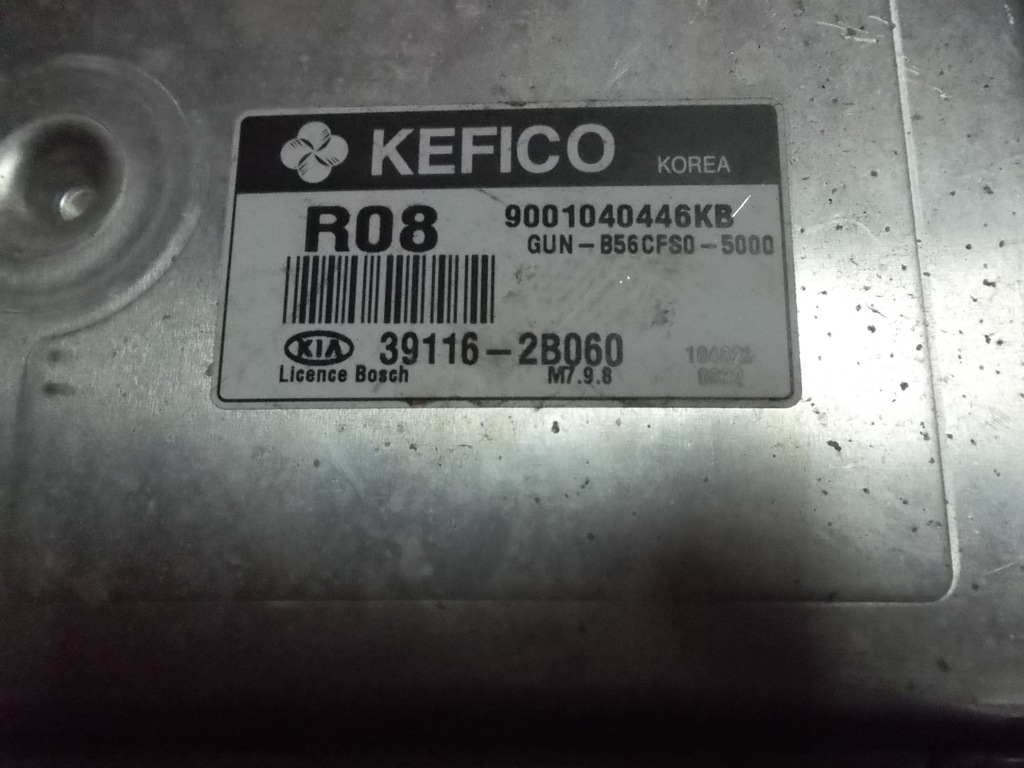 KEFICO KOREA
R08 9001040446KB
GUN-B56CFS0-5000
KIA 39116-2B060
Licence Bosch M7.9.8